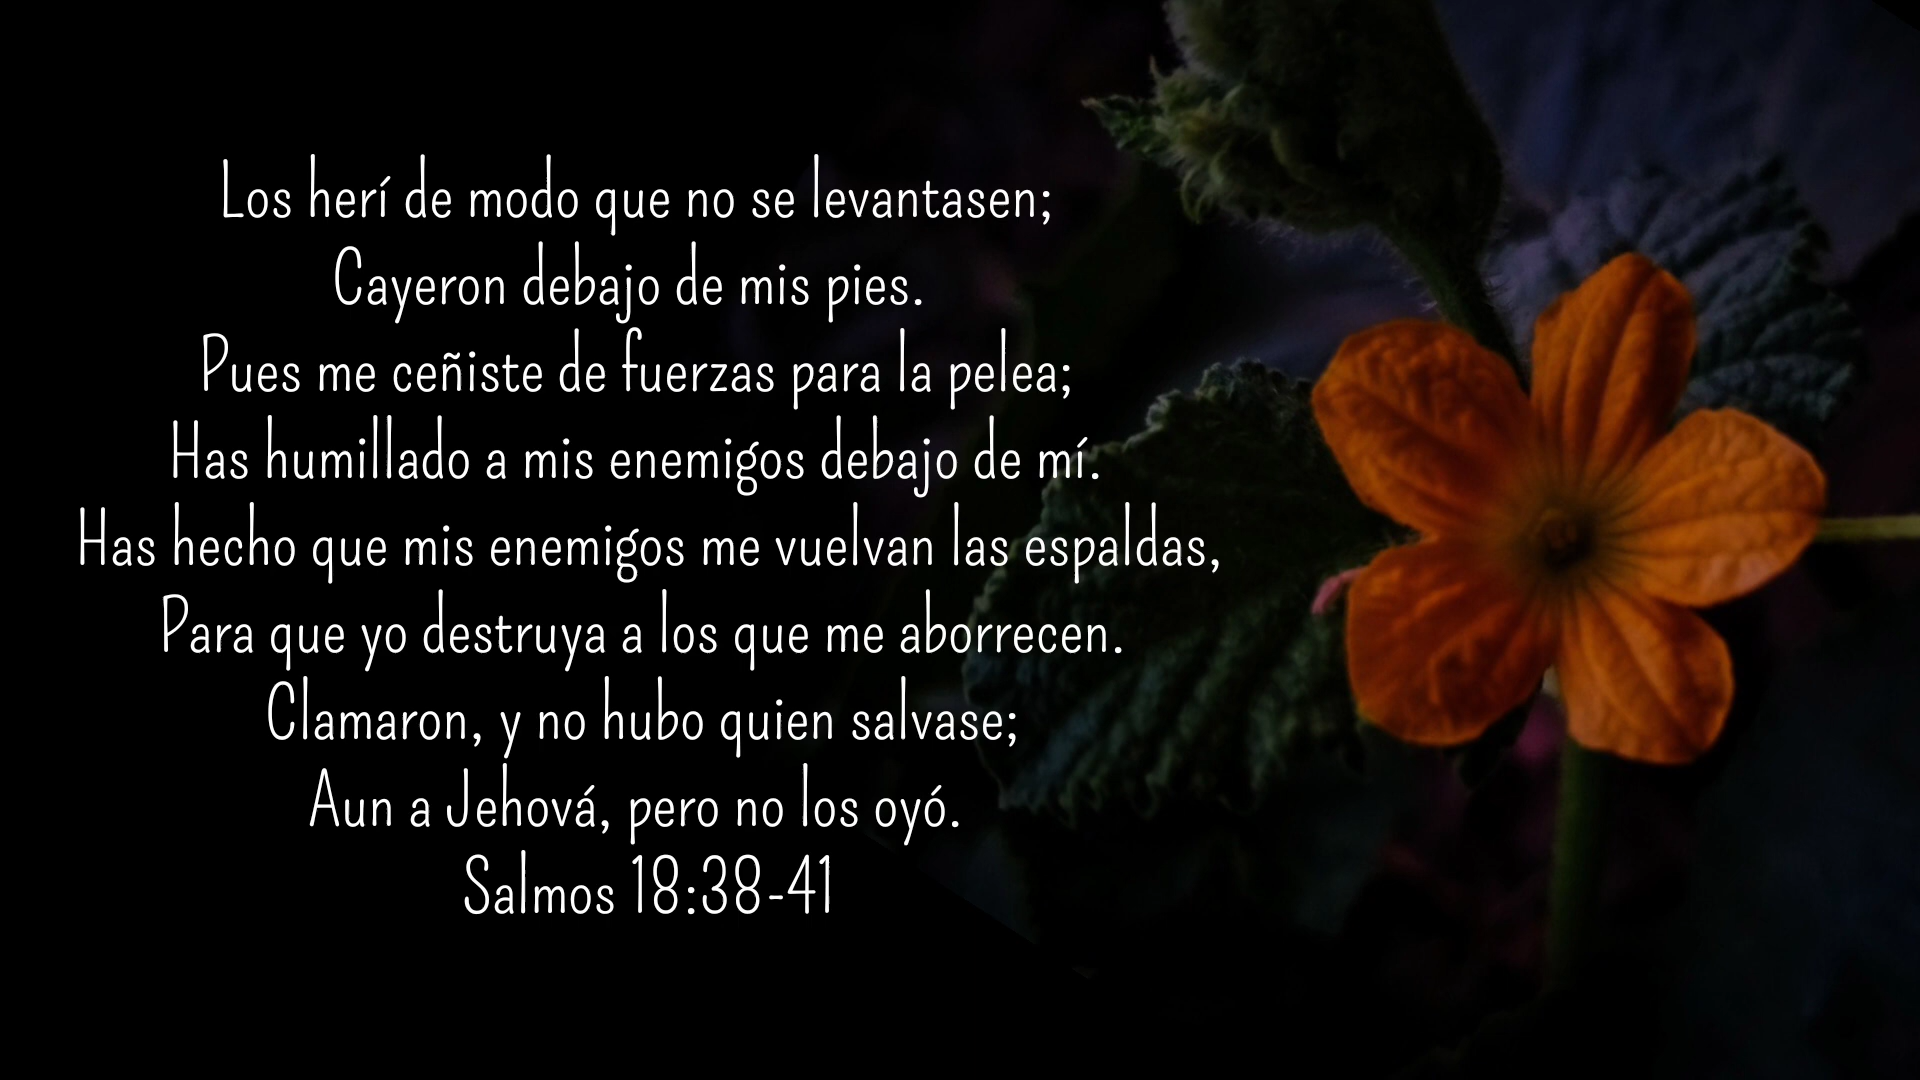 Los herí de modo que no se levantasen;
Cayeron debajo de mis pies.
Pues me ceñiste de fuerzas para la pelea;
Has humillado a mis enemigos debajo de mí.
Has hecho que mis enemigos me vuelvan las espaldas,
Para que yo destruya a los que me aborrecen.
Clamaron, y no hubo quien salvase;
Aun a Jehová, pero no los oyó.
Salmos 18:38-41